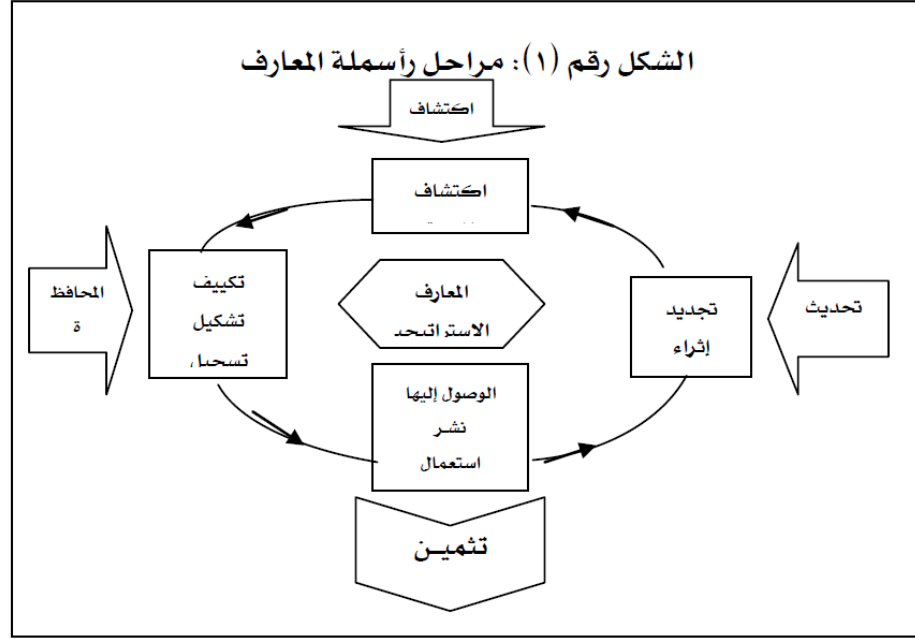 الشكل رقم (١): مراحل رأسملة المعارف
اكتشاف
اكتشاف
المحافظ
ة
تكييف
تشكيل
تسجيل
المعارف
تجديد
إثراء
تحديث
الوصول إليها
نشر
استعمال
تثمين